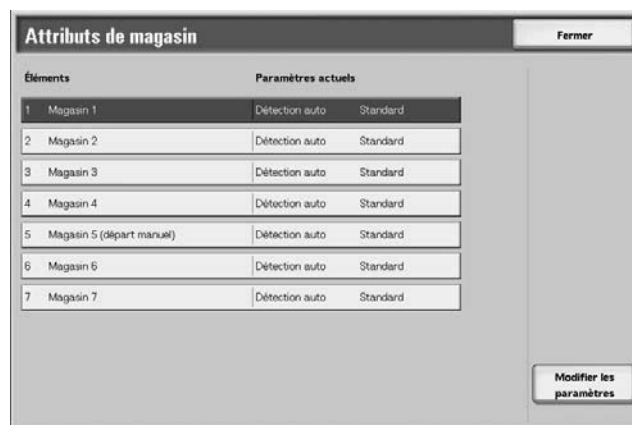 Attributs de magasin Fermer
Éléments Paramètres actuels
1 Magasin 1 Détection auto Standard
2 Magasin 2 Détection auto Standard
3 Magasin 3 Détection auto Standard
4 Magasin 4 Détection auto Standard
5 Magasin 5 (départ manuel) Détection auto Standard
6 Magasin 6 Détection auto Standard
7 Magasin 7 Détection auto Standard
Modifier les
paramètres